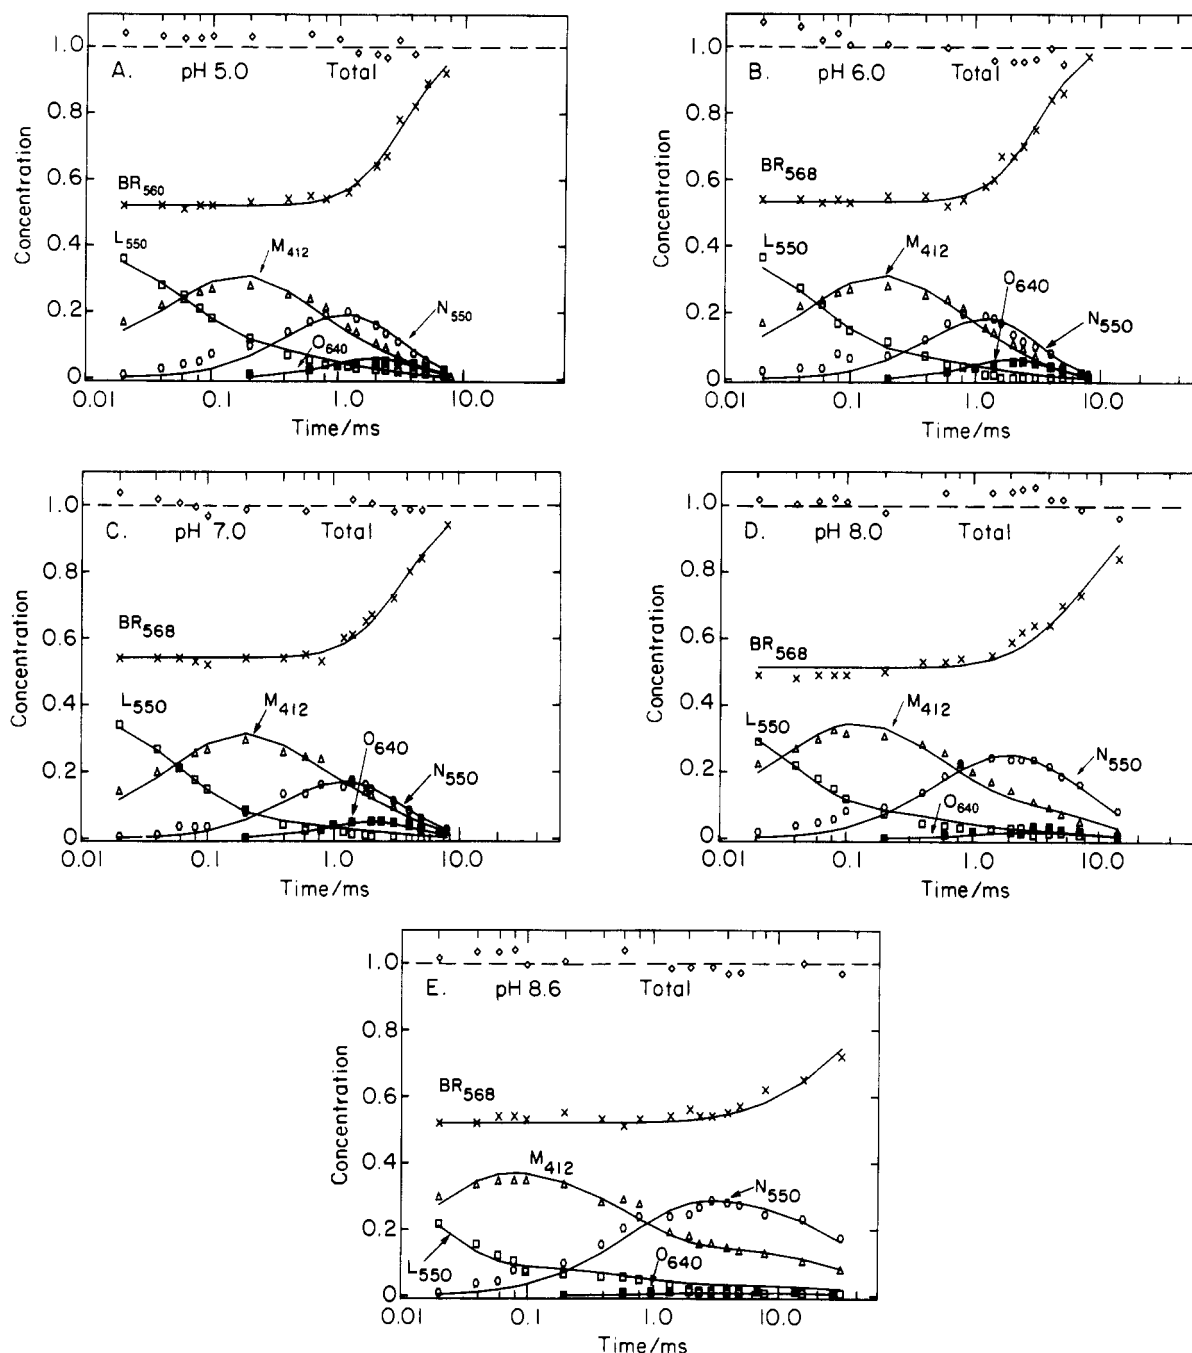 1.0
A. pH 5.0 Total
0.8
0.6
BR560
0.4
L550
M412
0.2
N550
O640
0
0.01 0.1 1.0 10.0
Time/ms
Concentration
1.0
B. pH 6.0 Total
0.8
BR568
0.6
0.4
L550
M412
O640
0.2
N550
0
0.01 0.1 1.0 10.0
Time/ms
Concentration
1.0
C. pH 7.0 Total
0.8
BR568
0.6
0.4
L550
M412
O640
0.2
N550
0
0.01 0.1 1.0 10.0
Time/ms
Concentration
1.0
D. pH 8.0 Total
0.8
BR568
0.6
0.4
L550
M412
0.2
N550
O640
0
0.01 0.1 1.0 10.0
Time/ms
Concentration
1.0
E. pH 8.6 Total
0.8
BR568
0.6
0.4
M412
N550
0.2
L550
O640
0
0.01 0.1 1.0 10.0
Time/ms
Concentration